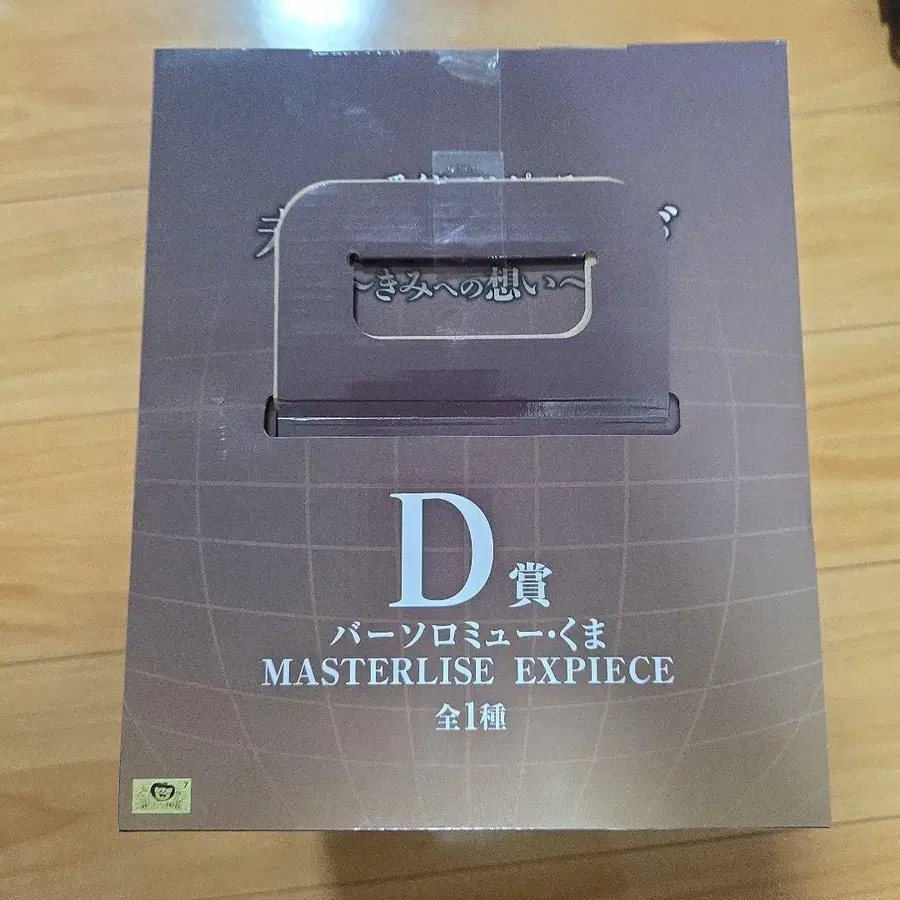 ～きみへの想い～
D賞
バーソロミュー・くま
MASTERLISE EXPIECE
全1種
7